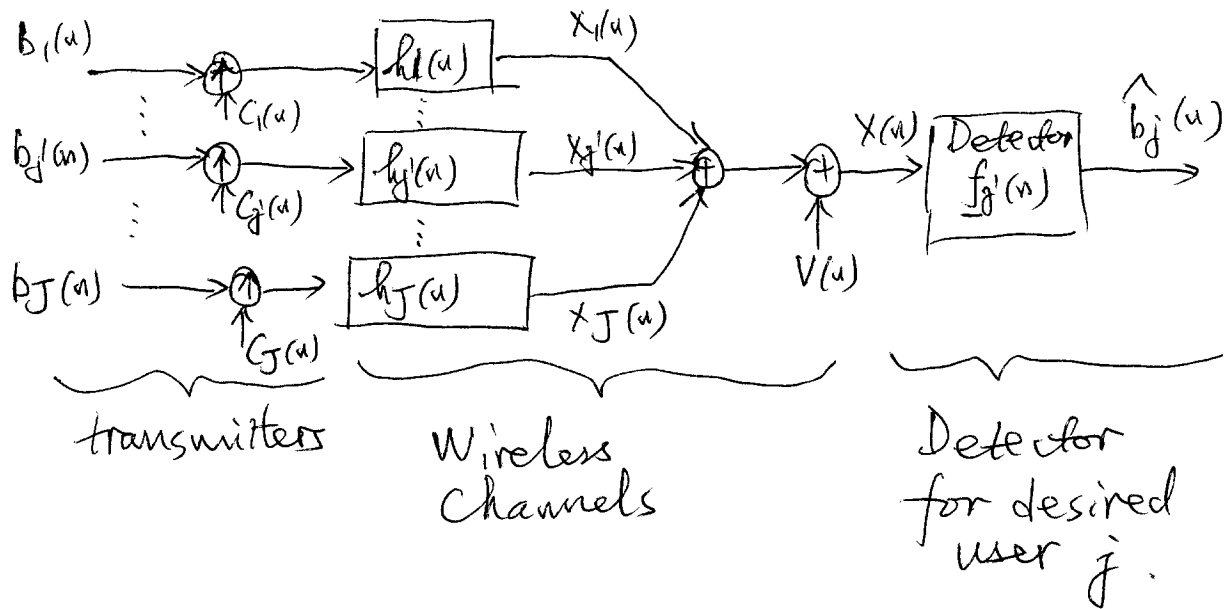 b₁(n)
C₁(n)
h1(n)
X₁(n)
bj(n)
Cj(n)
hj(n)
Xj(n)
bJ(n)
CJ(n)
hJ(n)
XJ(n)
+
+
V(n)
X(n)
Detector
fj(n)
b̂j(n)
transmitters
Wireless
Channels
Detector
for desired
user j.